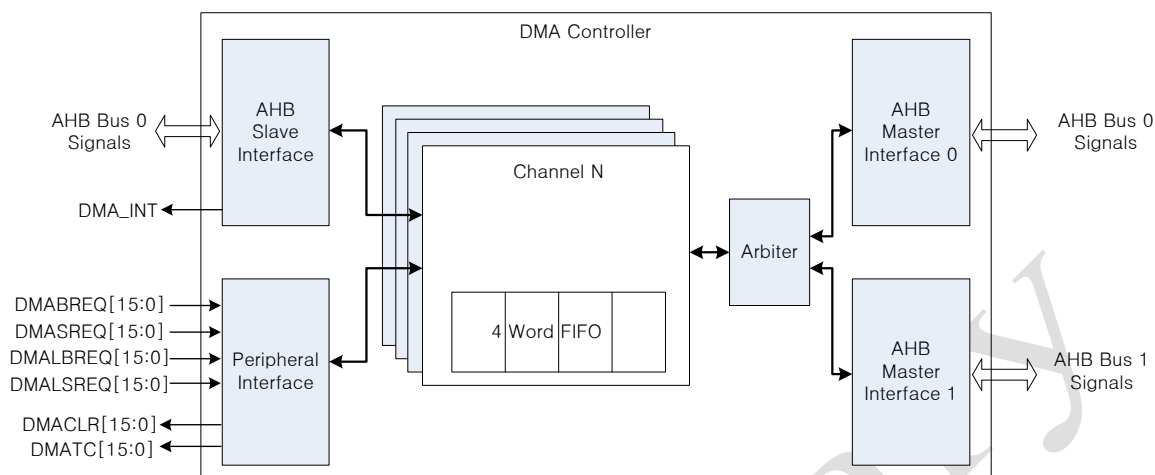 DMA Controller
AHB Bus 0
Signals
AHB
Slave
Interface
DMA_INT
Channel N
4 Word FIFO
Arbiter
AHB
Master
Interface 0
AHB Bus 0
Signals
DMABREQ[15:0]
DMASREQ[15:0]
DMALBREQ[15:0]
DMALSREQ[15:0]
DMACLR[15:0]
DMATC[15:0]
Peripheral
Interface
AHB
Master
Interface 1
AHB Bus 1
Signals